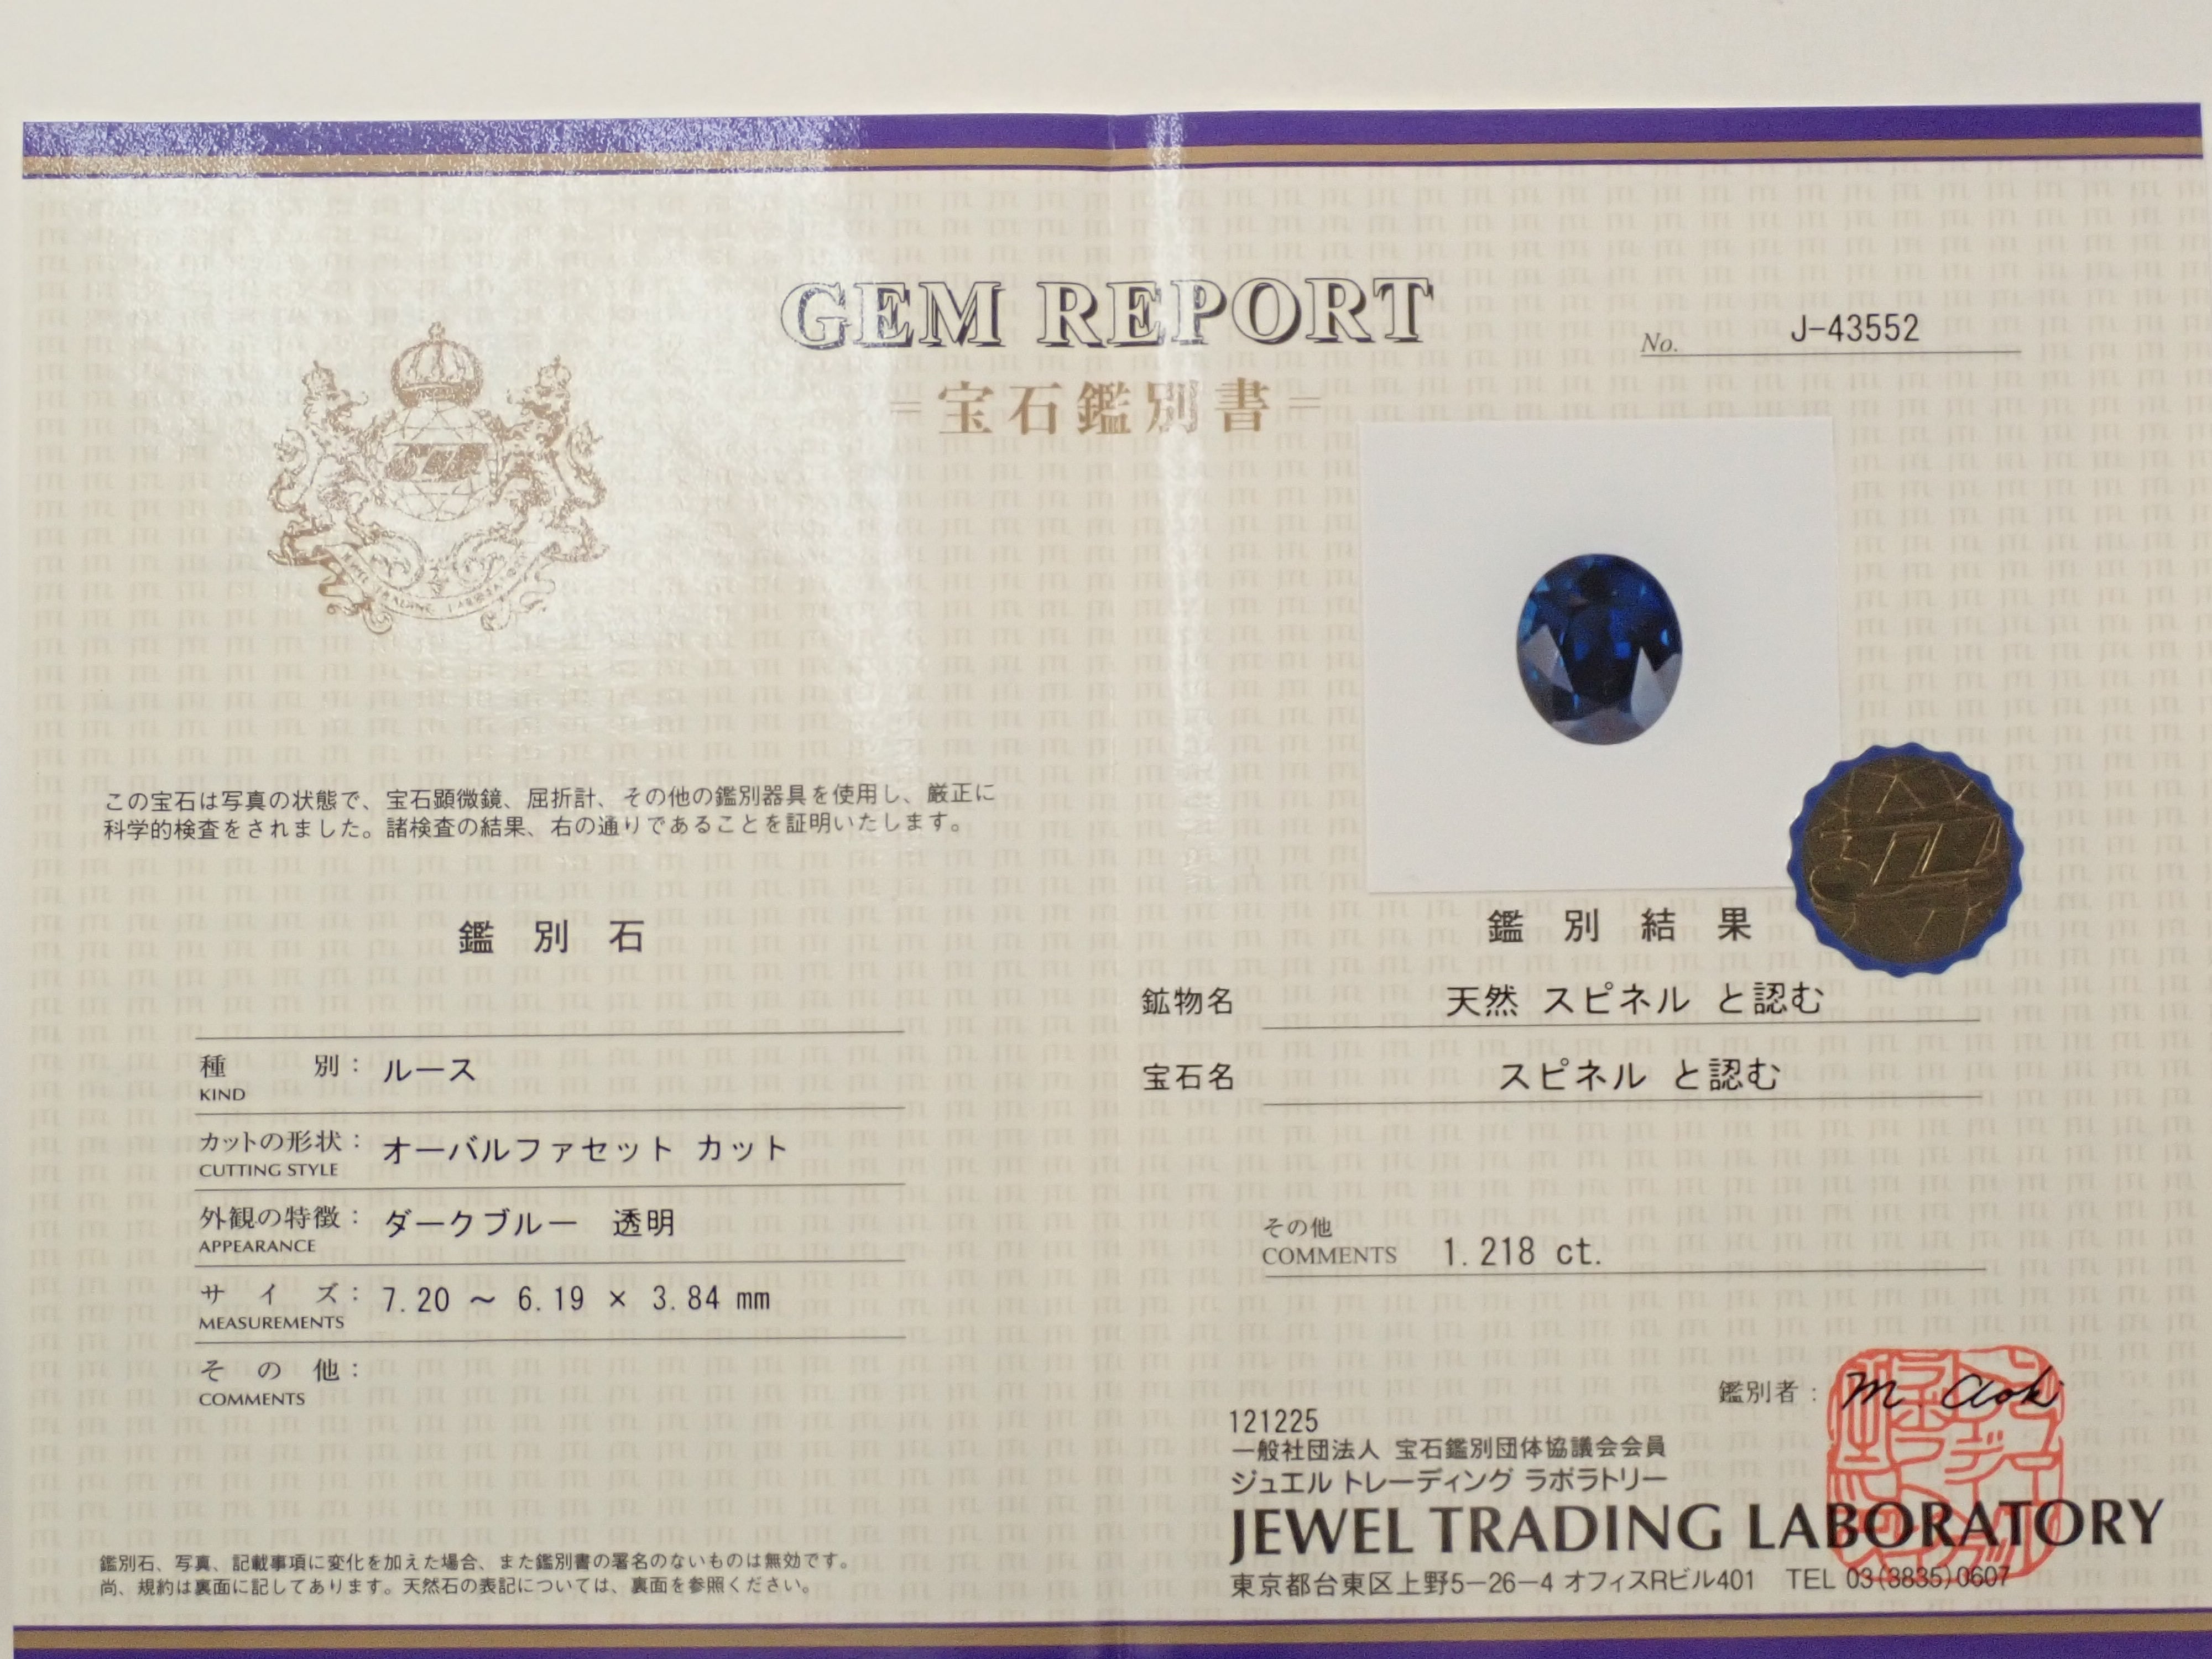 GEM REPORT
=宝石鑑別書=
No. J-43552
この宝石は写真の状態で、宝石顕微鏡、屈折計、その他の鑑別器具を使用し、厳正に
科学的検査をされました。諸検査の結果、右の通りであることを証明いたします。
鑑別石
種別: ルース
KIND
カットの形状: オーバルファセット カット
CUTTING STYLE
外観の特徴: ダークブルー 透明
APPEARANCE
サイズ: 7.20 ～ 6.19 × 3.84 mm
MEASUREMENTS
その他:
COMMENTS
鑑別石、写真、記載事項に変化を加えた場合、また鑑別書の署名のないものは無効です。
尚、規約は裏面に記してあります。天然石の表記については、裏面を参照ください。
鑑別結果
鉱物名 天然 スピネル と認む
宝石名 スピネル と認む
その他
COMMENTS 1.218 ct.
鑑別者:
121225
一般社団法人 宝石鑑別団体協議会会員
ジュエル トレーディング ラボラトリー
JEWEL TRADING LABORATORY
東京都台東区上野5－26－4 オフィスRビル401 TEL 03(3835)0607